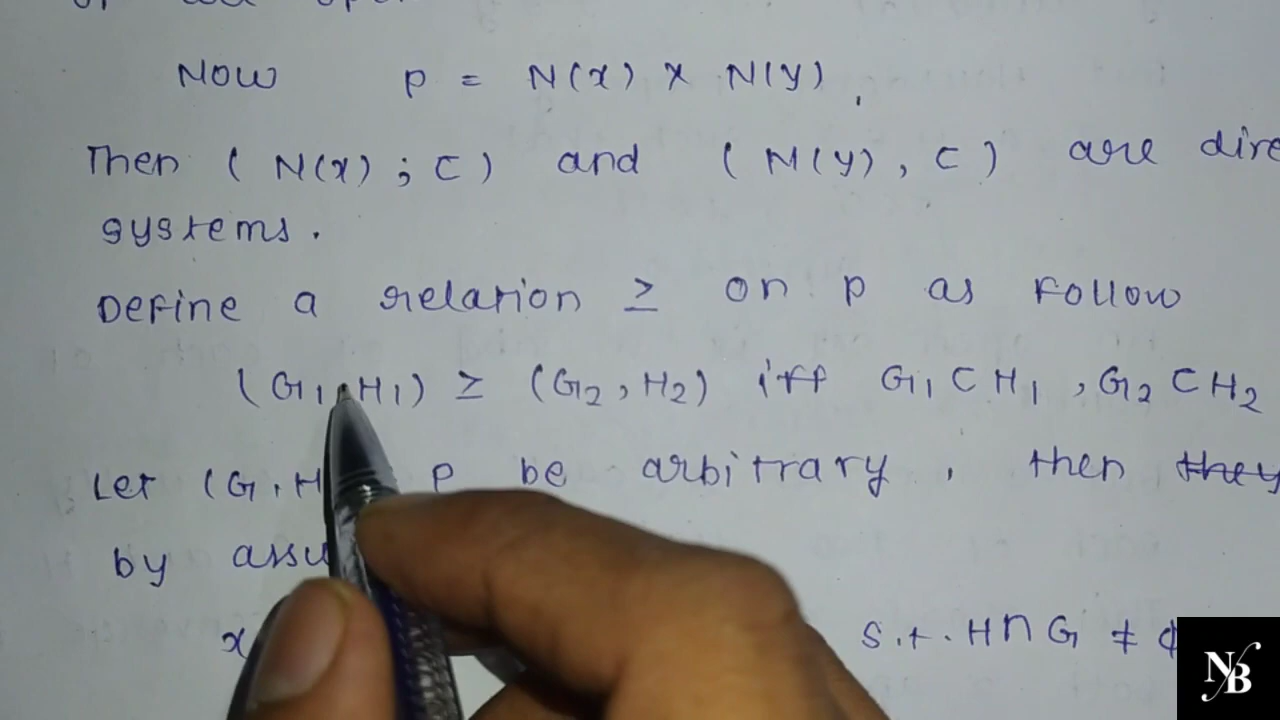 Now P = N(x) × N(y),
Then ( N(x) ; ⊂ ) and ( N(y) , ⊂ ) are dire
systems.
Define a relation ≥ on P as follow
(G1, H1) ≥ (G2, H2) iff G1 ⊂ H1 , G2 ⊂ H2
Let (G, H P be arbitrary , then they
by assu
x s.t. H ∩ G ≠ ϕ
NB